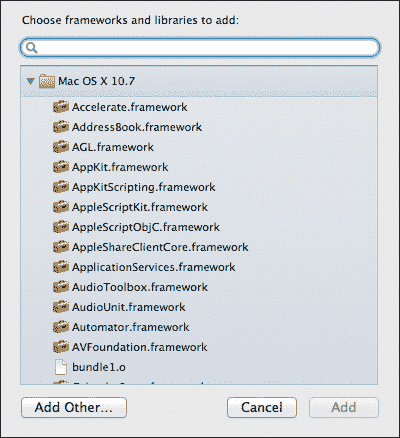 Choose frameworks and libraries to add:
Mac OS X 10.7
Accelerate.framework
AddressBook.framework
AGL.framework
AppKit.framework
AppKitScripting.framework
AppleScriptKit.framework
AppleScriptObjC.framework
AppleShareClientCore.framework
ApplicationServices.framework
AudioToolbox.framework
AudioUnit.framework
Automator.framework
AVFoundation.framework
bundle1.o
Add Other... Cancel Add